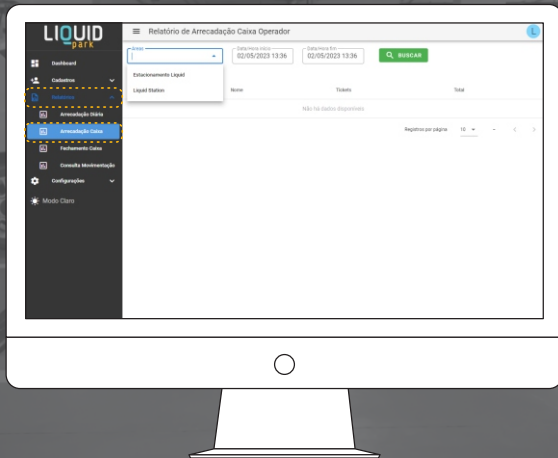 LIQUID
park
Relatório de Arrecadação Caixa Operador
L
Dashboard
Cadastros
Relatórios
Arrecadação Diária
Arrecadação Caixa
Fechamento Caixa
Consulta Movimentação
Configurações
Modo Claro
Áreas
Data/Hora início
02/05/2023 13:36
Data/Hora fim
02/05/2023 13:36
BUSCAR
Estacionamento Liquid
Liquid Station
Nome
Tickets
Total
Não há dados disponíveis
Registros por página
10